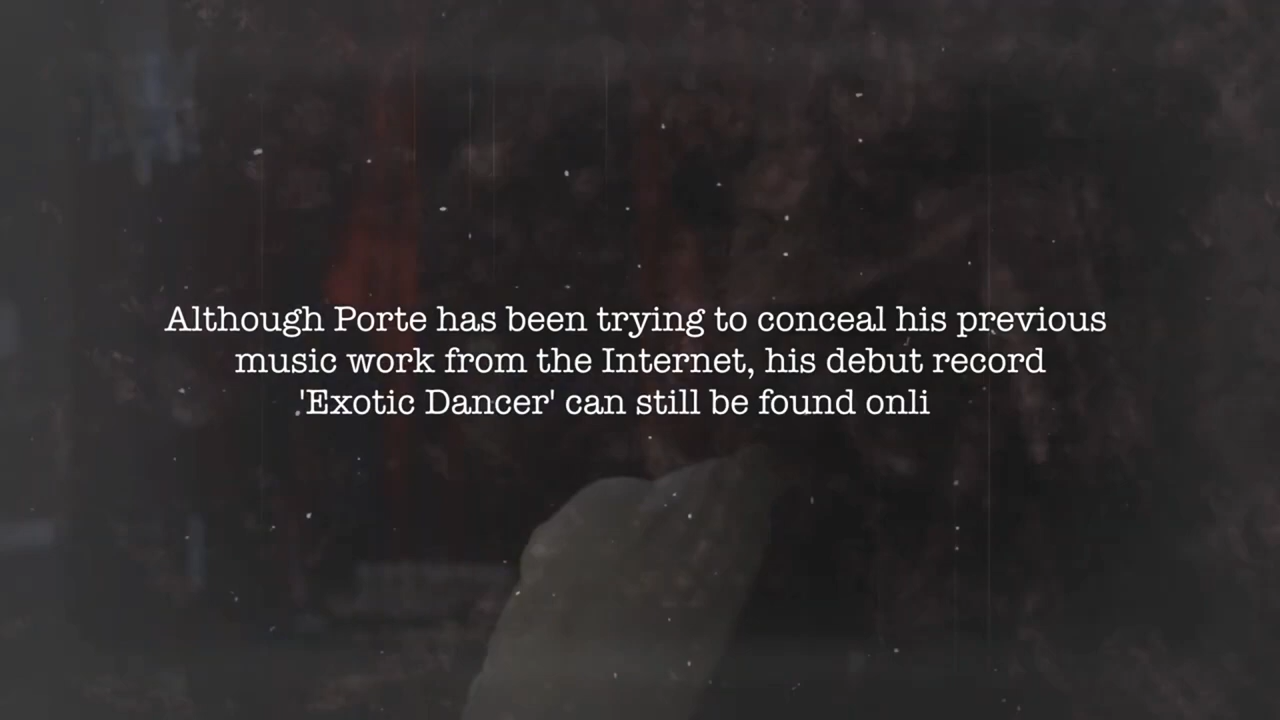 Although Porte has been trying to conceal his previous
music work from the Internet, his debut record
'Exotic Dancer' can still be found onli